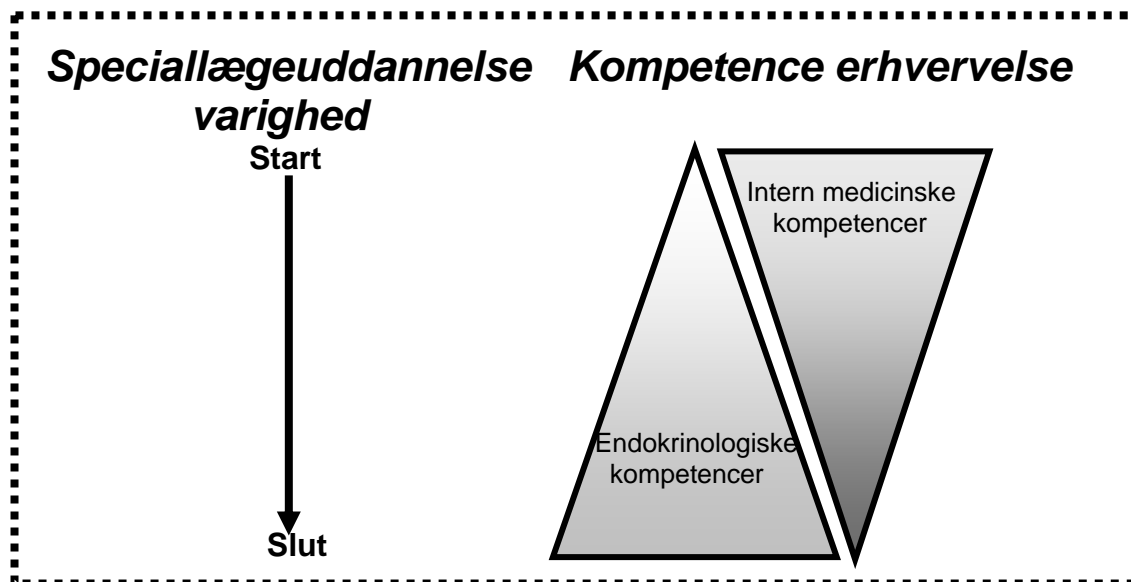 Speciallægeuddannelse
varighed
Start
Slut
Kompetence erhvervelse
Intern medicinske
kompetencer
Endokrinologiske
kompetencer